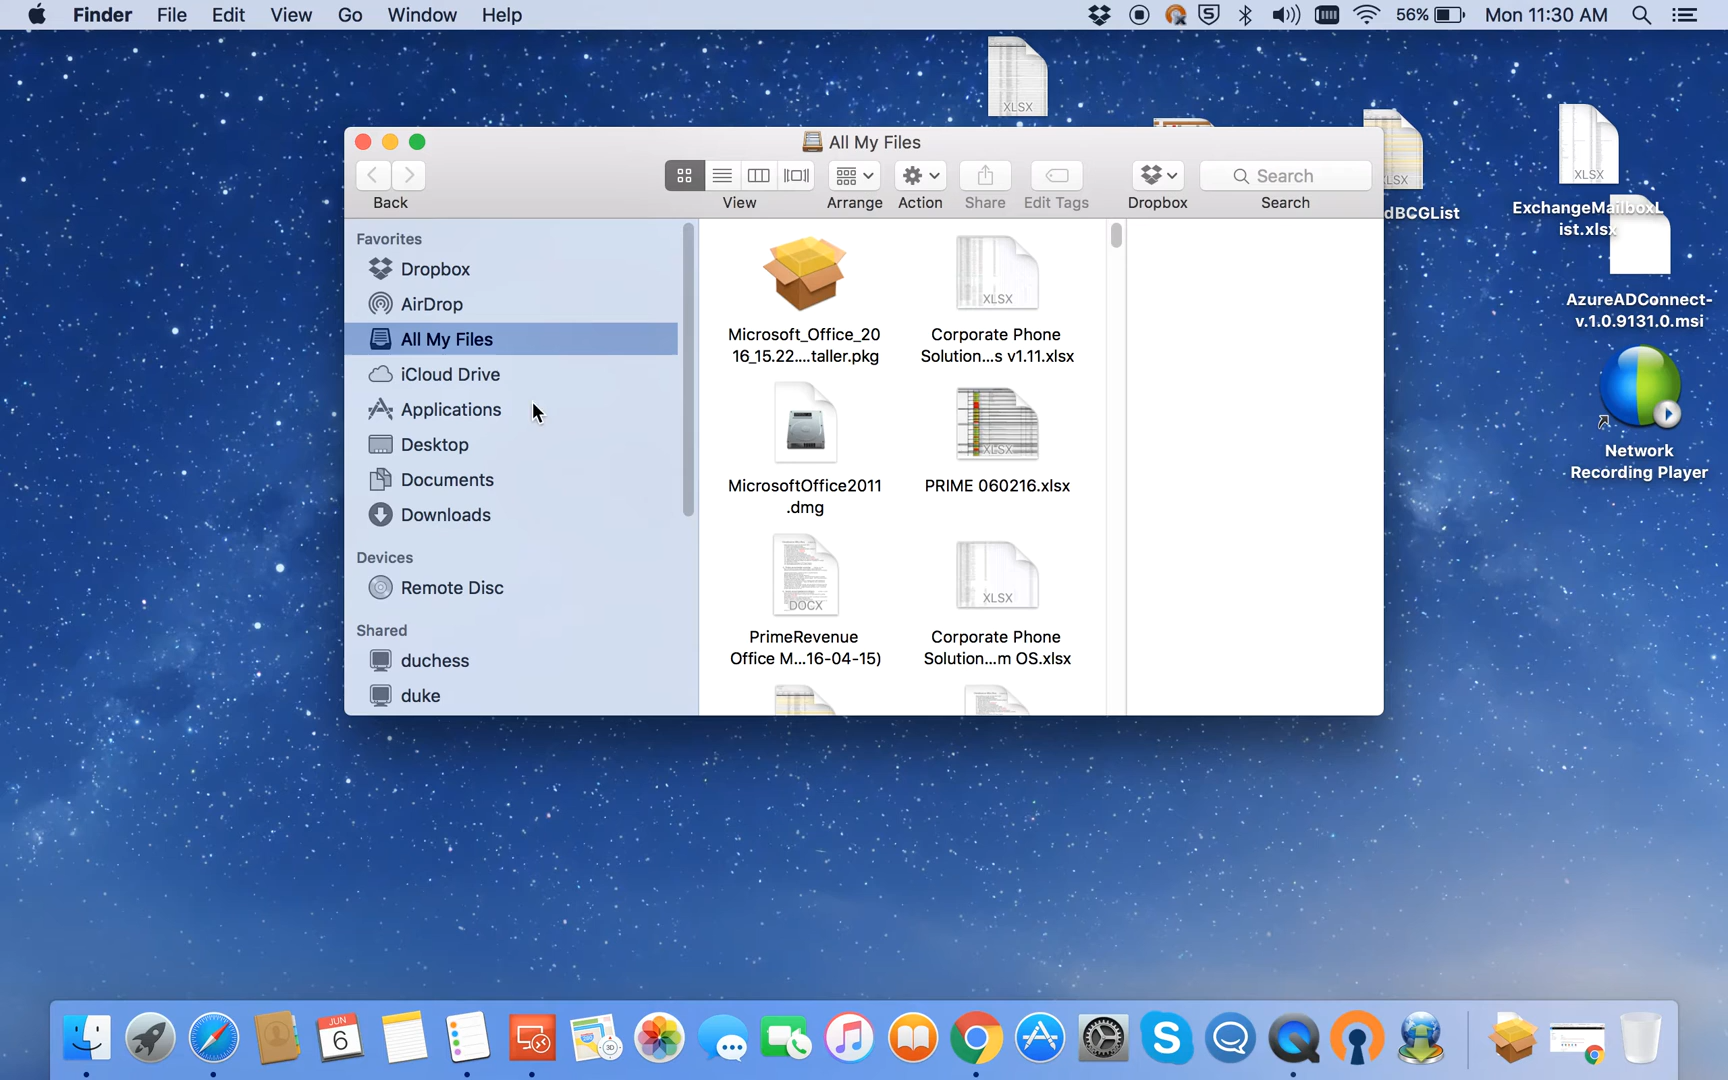 Finder File Edit View Go Window Help
56% Mon 11:30 AM
XLSX
All My Files
Back
View
Arrange
Action
Share
Edit Tags
Dropbox
Search
Search
Favorites
Dropbox
AirDrop
All My Files
iCloud Drive
Applications
Desktop
Documents
Downloads
Devices
Remote Disc
Shared
duchess
duke
Microsoft_Office_20
16_15.22....taller.pkg
XLSX
Corporate Phone
Solution...s v1.11.xlsx
MicrosoftOffice2011
.dmg
XLSX
PRIME 060216.xlsx
DOCX
PrimeRevenue
Office M...16-04-15)
XLSX
Corporate Phone
Solution...m OS.xlsx
LSX
dBCGList
XLSX
ExchangeMailboxL
ist.xlsx
AzureADConnect-
v.1.0.9131.0.msi
Network
Recording Player
JUN
6
3D